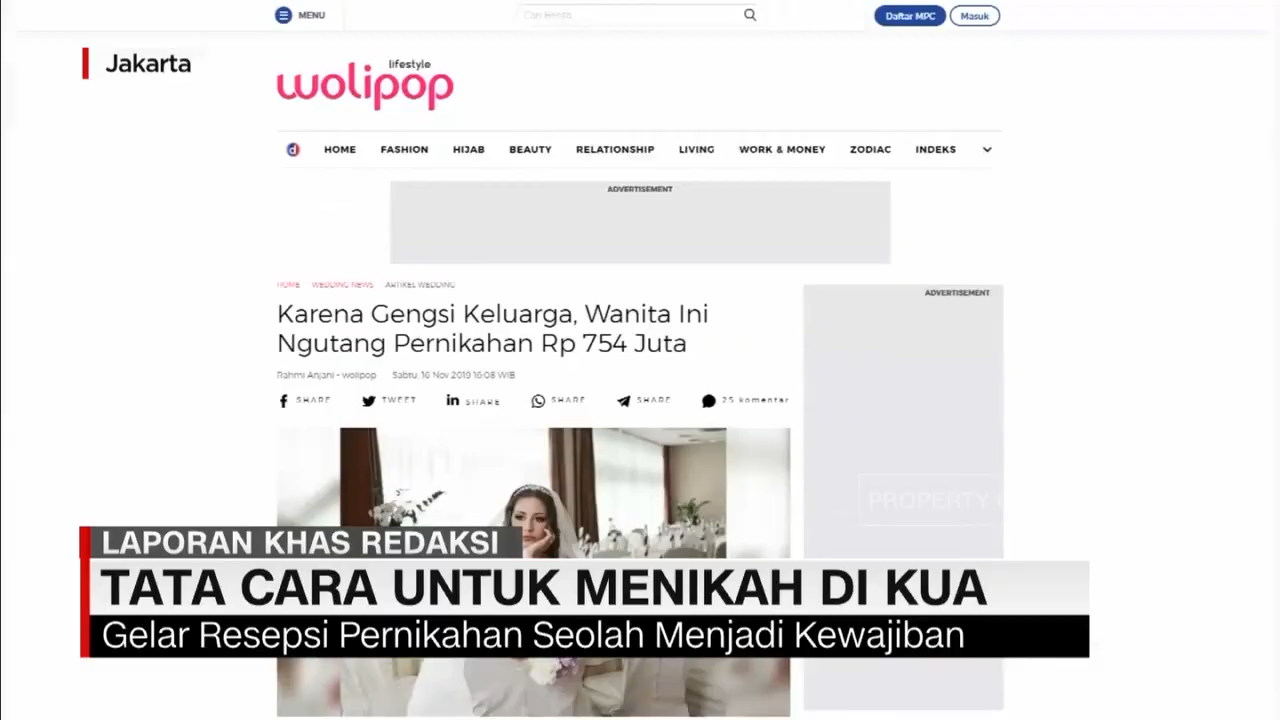 MENU
Cari Berita
Daftar MPC
Masuk
Jakarta
lifestyle
wolipop
d
HOME
FASHION
HIJAB
BEAUTY
RELATIONSHIP
LIVING
WORK & MONEY
ZODIAC
INDEKS
ADVERTISEMENT
HOME WEDDING NEWS ARTIKEL WEDDING
ADVERTISEMENT
Karena Gengsi Keluarga, Wanita Ini
Ngutang Pernikahan Rp 754 Juta
Rahmi Anjani - wolipop Sabtu, 16 Nov 2019 16:08 WIB
SHARE
TWEET
SHARE
SHARE
SHARE
25 komentar
PROPERTY
LAPORAN KHAS REDAKSI
TATA CARA UNTUK MENIKAH DI KUA
Gelar Resepsi Pernikahan Seolah Menjadi Kewajiban